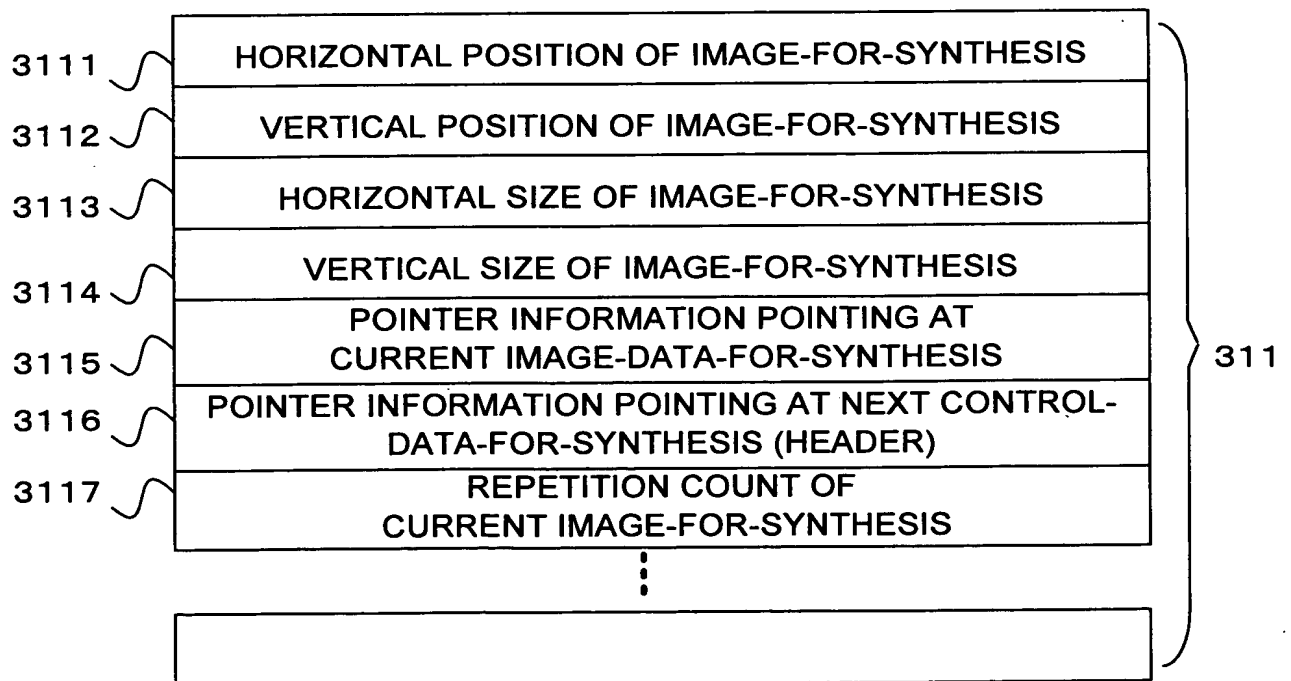 3111 HORIZONTAL POSITION OF IMAGE-FOR-SYNTHESIS
3112 VERTICAL POSITION OF IMAGE-FOR-SYNTHESIS
3113 HORIZONTAL SIZE OF IMAGE-FOR-SYNTHESIS
3114 VERTICAL SIZE OF IMAGE-FOR-SYNTHESIS
POINTER INFORMATION POINTING AT
3115 CURRENT IMAGE-DATA-FOR-SYNTHESIS
311
3116 POINTER INFORMATION POINTING AT NEXT CONTROL-
DATA-FOR-SYNTHESIS (HEADER)
3117 REPETITION COUNT OF
CURRENT IMAGE-FOR-SYNTHESIS